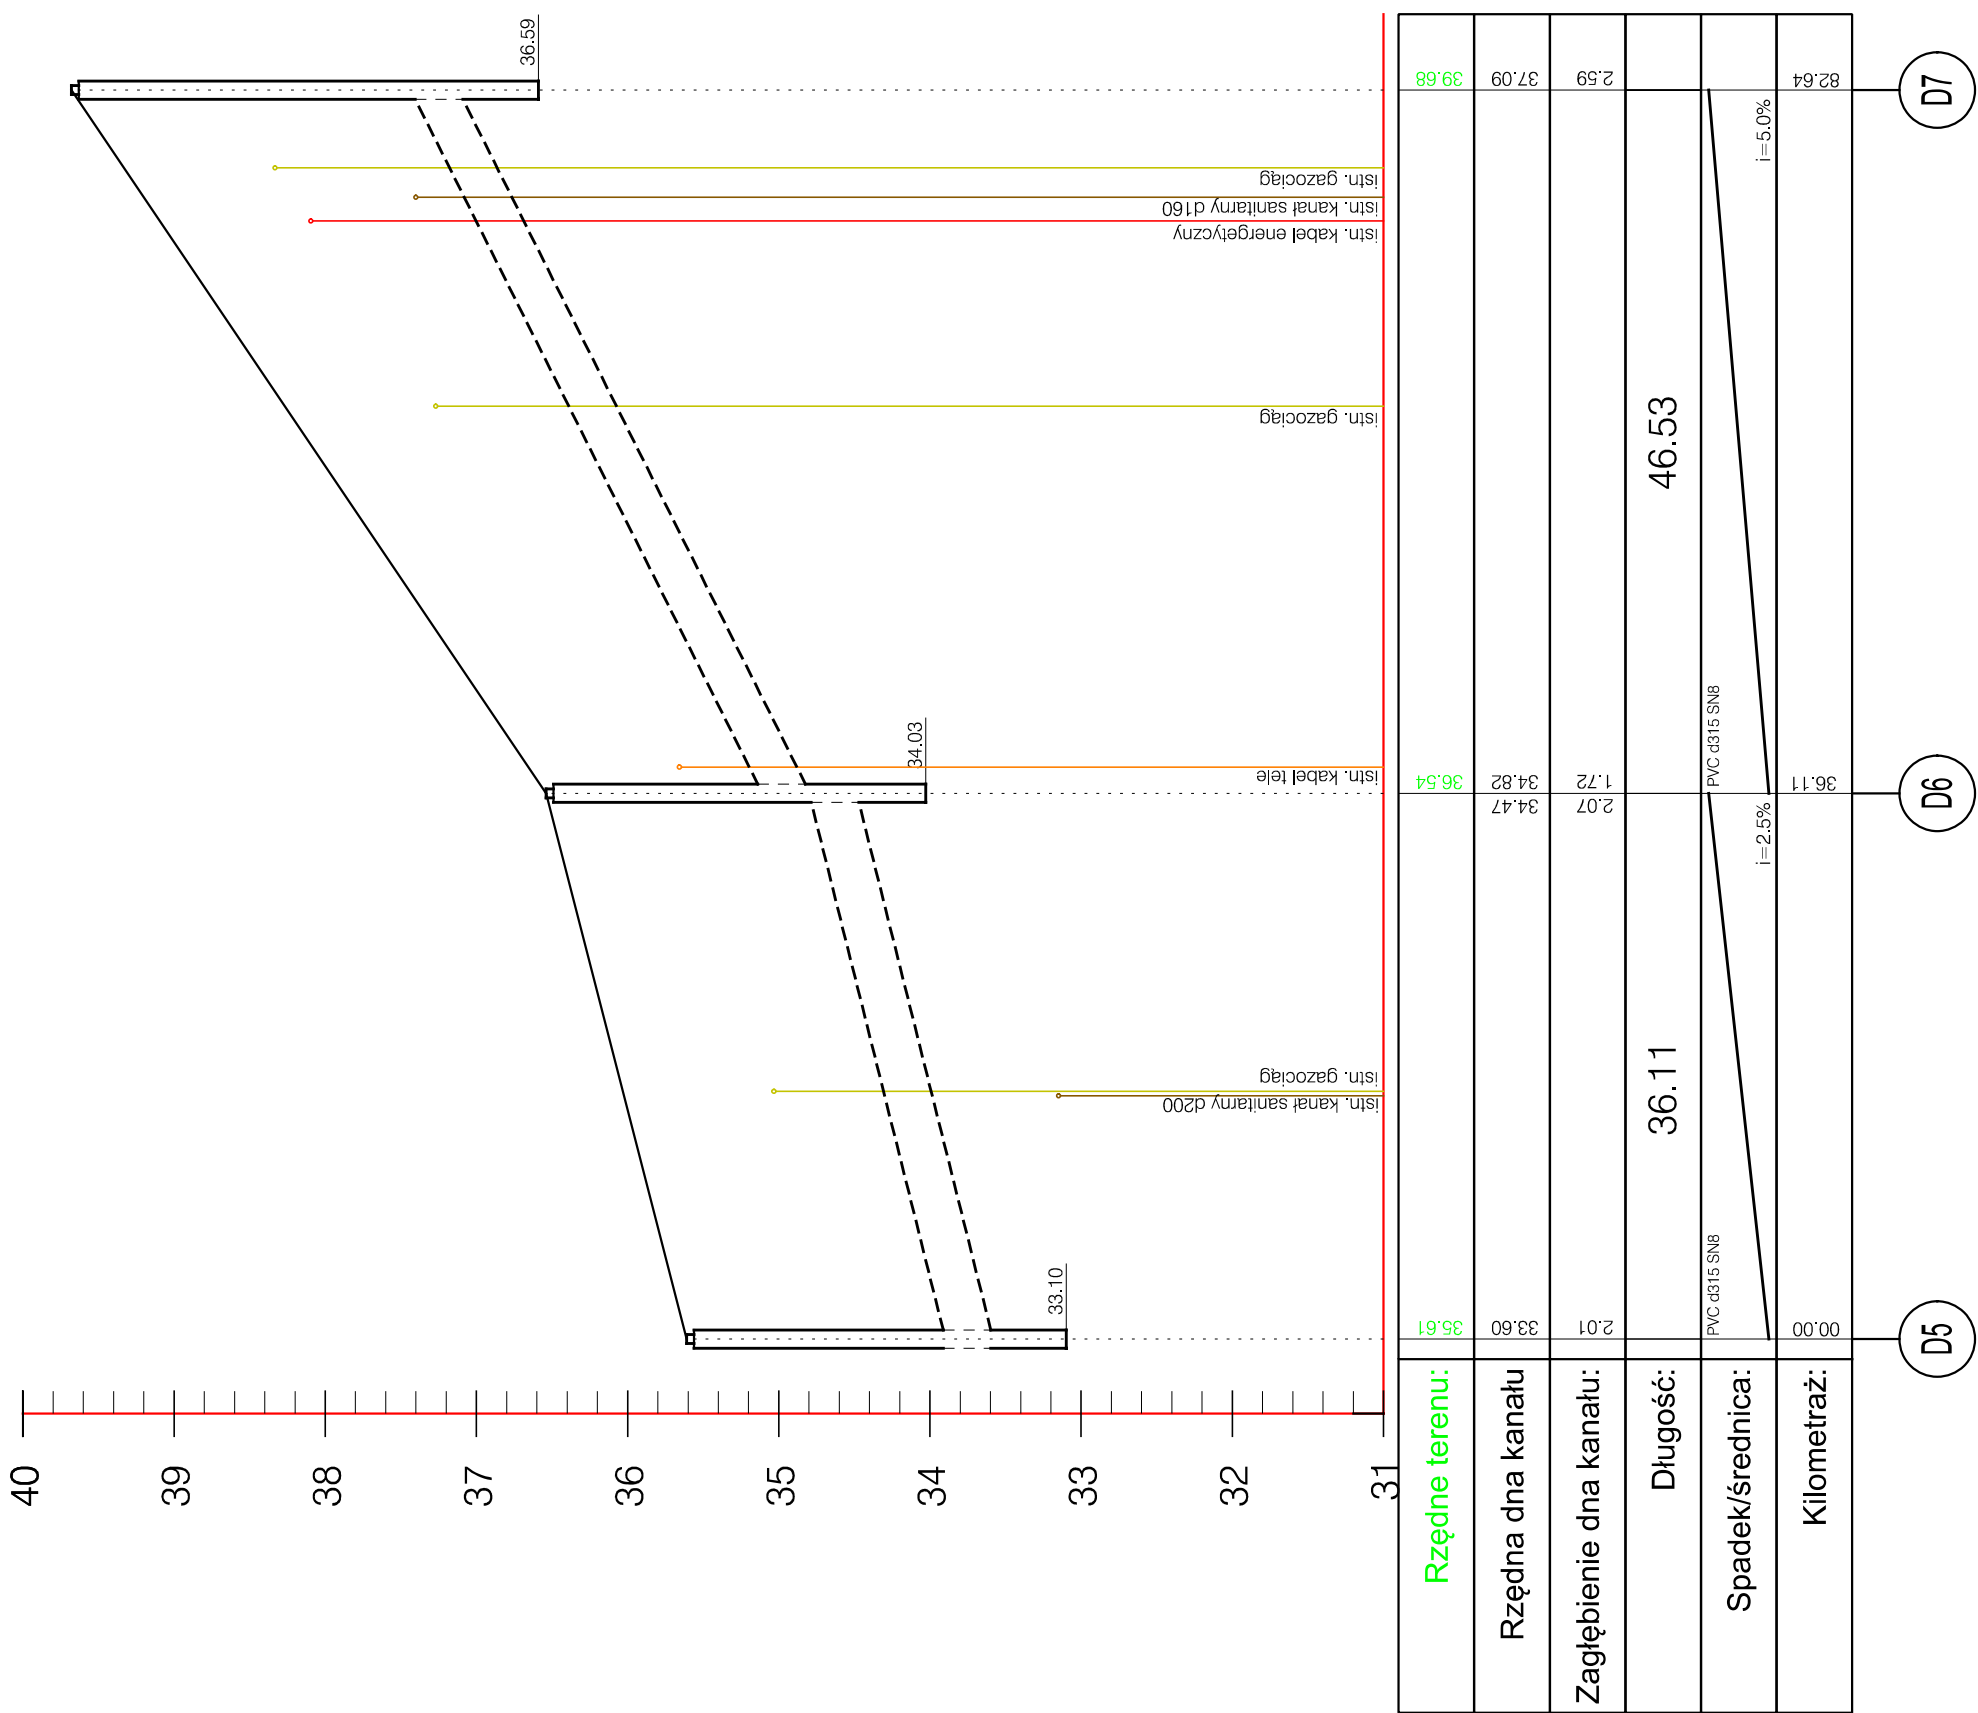 40
39
38
37
36
35
34
33
32
31
33.10
34.03
36.59
istn. kanał sanitarny d200
istn. gazociąg
istn. kabel tele
istn. gazociąg
istn. kabel energetyczny
istn. kanał sanitarny d160
istn. gazociąg
Rzędne terenu: 35.61 36.54 39.68
Rzędna dna kanału 33.60 34.47 34.82 37.09
Zagłębienie dna kanału: 2.01 2.07 1.72 2.59
Długość: 36.11 46.53
Spadek/średnica: PVC d315 SN8 i=2.5% PVC d315 SN8 i=5.0%
Kilometraż: 00.00 36.11 82.64
D5 D6 D7